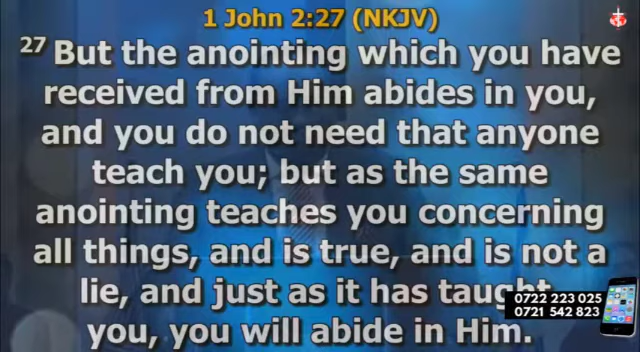 1 John 2:27 (NKJV)
27 But the anointing which you have
received from Him abides in you,
and you do not need that anyone
teach you; but as the same
anointing teaches you concerning
all things, and is true, and is not a
lie, and just as it has taught
you, you will abide in Him.
0722 223 025
0721 542 823